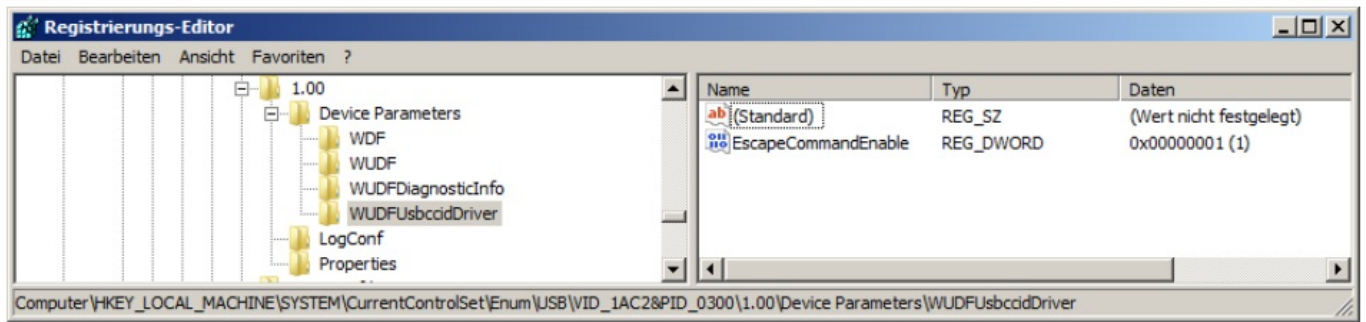 Registrierungs-Editor
Datei Bearbeiten Ansicht Favoriten ?
1.00
Device Parameters
WDF
WUDF
WUDFDiagnosticInfo
WUDFUsbccidDriver
LogConf
Properties
Name Typ Daten
(Standard) REG_SZ (Wert nicht festgelegt)
EscapeCommandEnable REG_DWORD 0x00000001 (1)
Computer\HKEY_LOCAL_MACHINE\SYSTEM\CurrentControlSet\Enum\USB\VID_1AC2&PID_0300\1.00\Device Parameters\WUDFUsbccidDriver